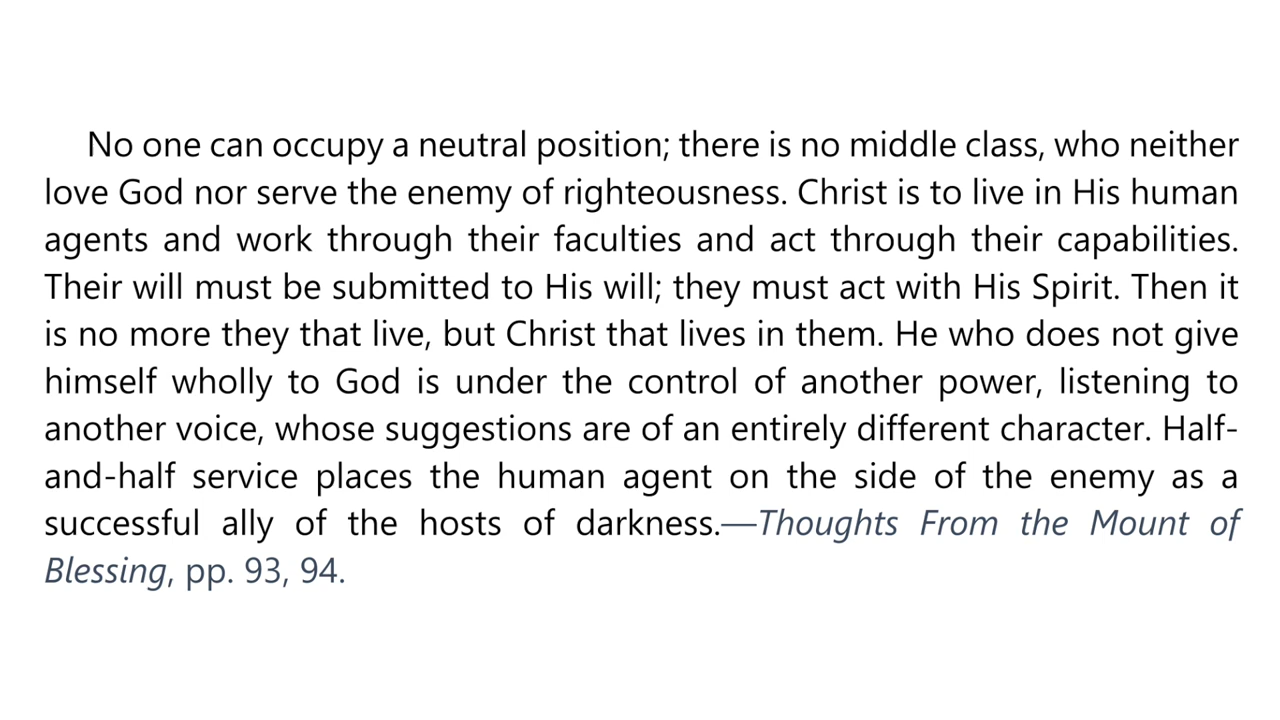 No one can occupy a neutral position; there is no middle class, who neither
love God nor serve the enemy of righteousness. Christ is to live in His human
agents and work through their faculties and act through their capabilities.
Their will must be submitted to His will; they must act with His Spirit. Then it
is no more they that live, but Christ that lives in them. He who does not give
himself wholly to God is under the control of another power, listening to
another voice, whose suggestions are of an entirely different character. Half-
and-half service places the human agent on the side of the enemy as a
successful ally of the hosts of darkness.—Thoughts From the Mount of
Blessing, pp. 93, 94.